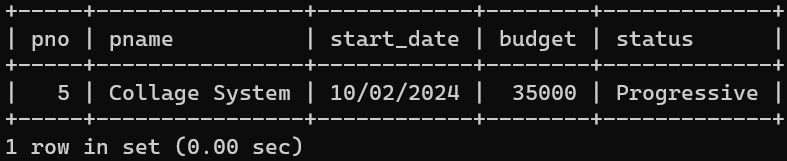 +-----+----------------+------------+--------+-------------+
| pno | pname          | start_date | budget | status      |
+-----+----------------+------------+--------+-------------+
|   5 | Collage System | 10/02/2024 |  35000 | Progressive |
+-----+----------------+------------+--------+-------------+
1 row in set (0.00 sec)